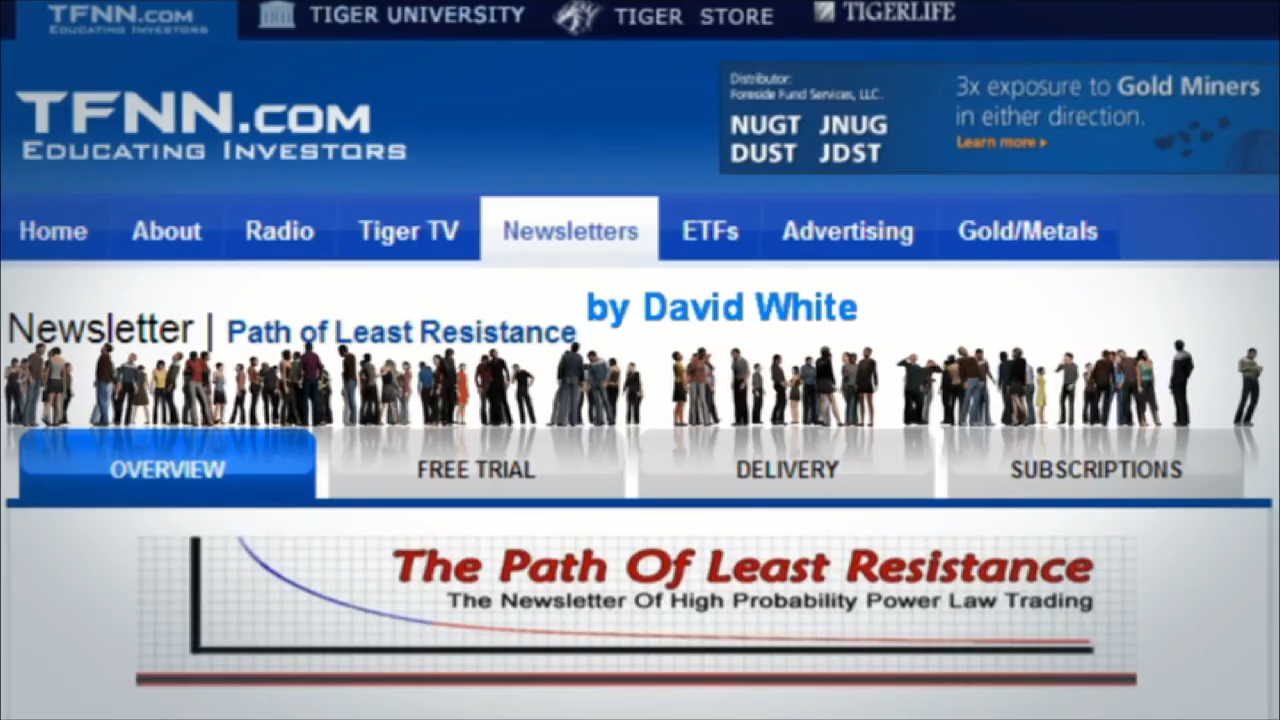 TFNN.COM
EDUCATING INVESTORS
TIGER UNIVERSITY
TIGER STORE
TIGERLIFE
TFNN.COM
EDUCATING INVESTORS
Distributor:
Foreside Fund Services, LLC.
NUGT JNUG
DUST JDST
3x exposure to Gold Miners
in either direction.
Learn more
Home About Radio Tiger TV Newsletters ETFs Advertising Gold/Metals
Newsletter | Path of Least Resistance by David White
OVERVIEW FREE TRIAL DELIVERY SUBSCRIPTIONS
The Path Of Least Resistance
The Newsletter Of High Probability Power Law Trading